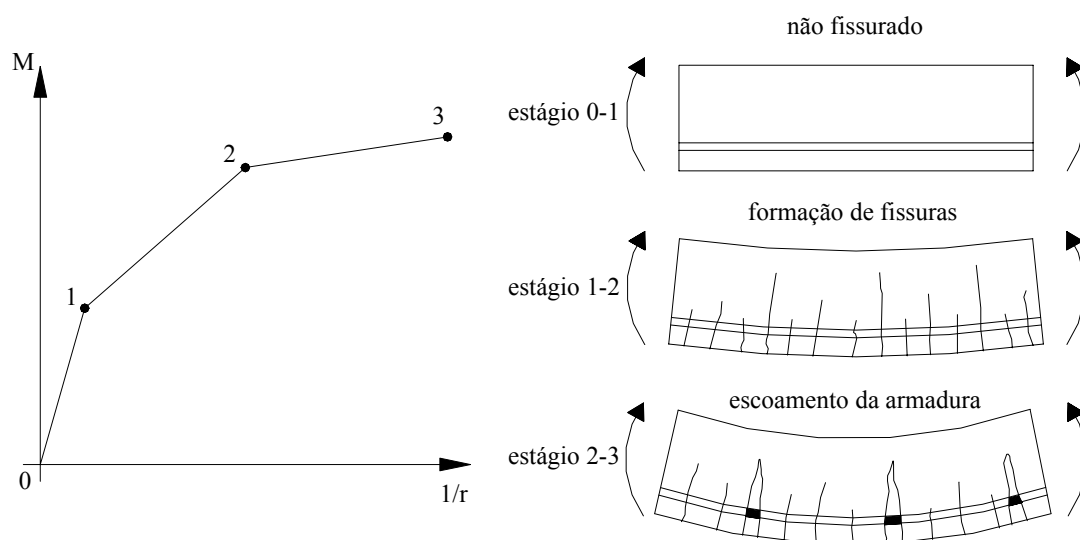 M
3
2
1
0
1/r
não fissurado
estágio 0-1
formação de fissuras
estágio 1-2
escoamento da armadura
estágio 2-3